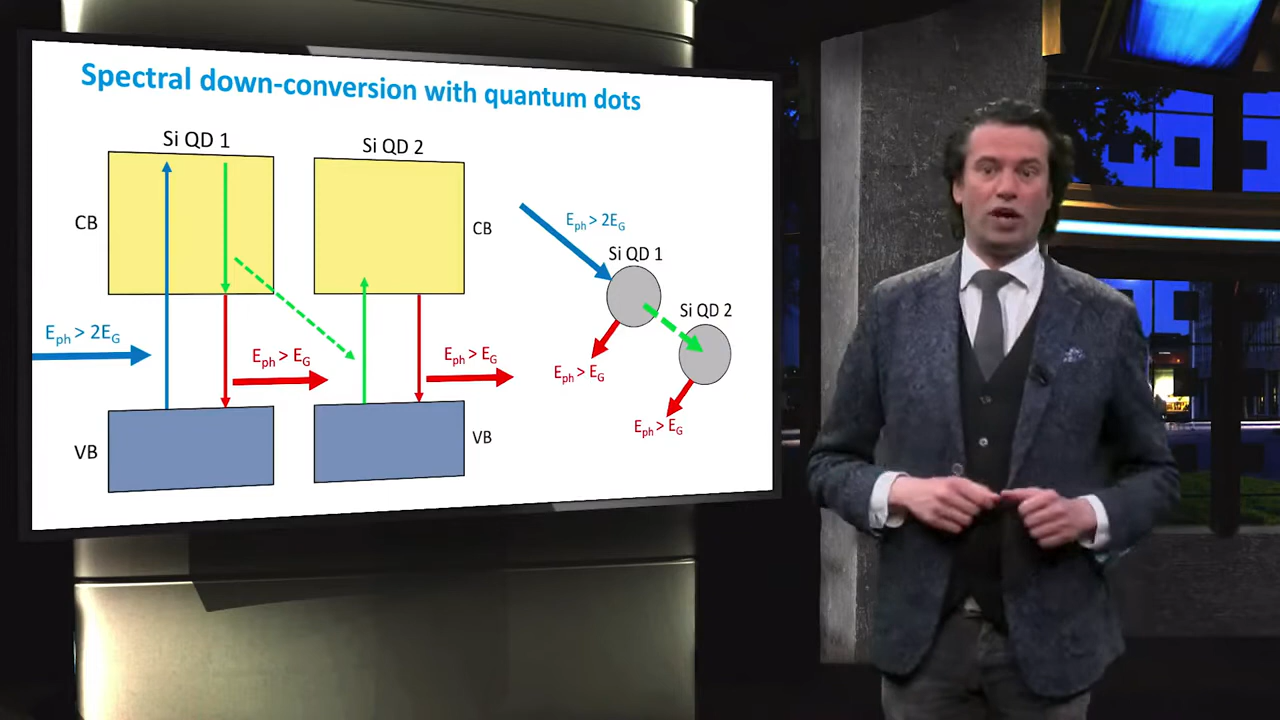 Spectral down-conversion with quantum dots
Si QD 1
Si QD 2
CB
CB
Eph > 2EG
Eph > EG
Eph > EG
VB
VB
Eph > 2EG
Si QD 1
Si QD 2
Eph > EG
Eph > EG